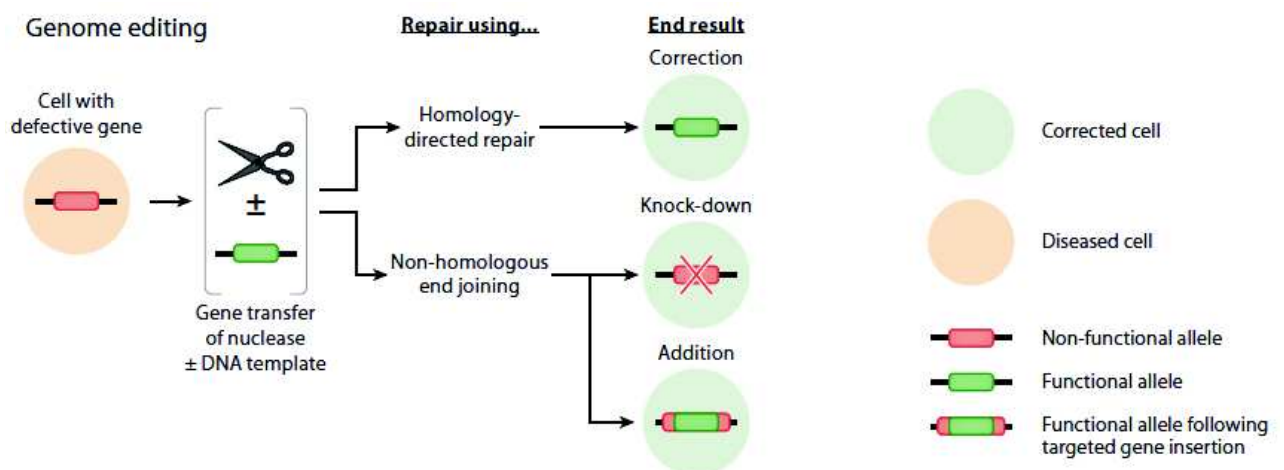 Genome editing
Repair using...
End result
Correction
Cell with
defective gene
Homology-
directed repair
Corrected cell
±
Knock-down
Non-homologous
end joining
Diseased cell
Gene transfer
of nuclease
± DNA template
Addition
Non-functional allele
Functional allele
Functional allele following
targeted gene insertion